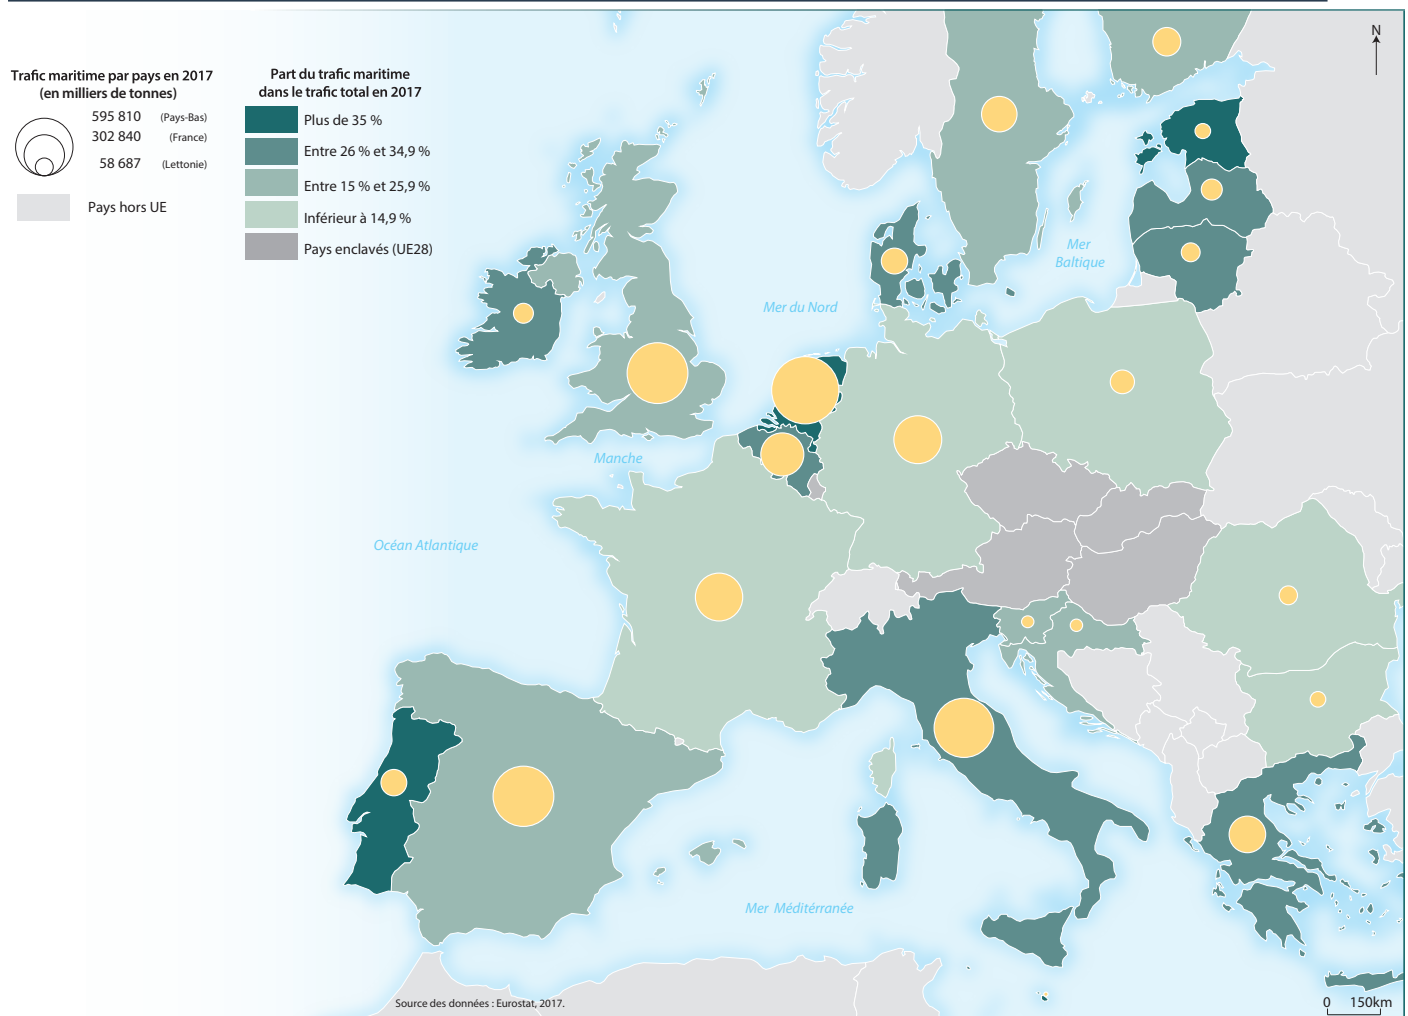 Trafic maritime par pays en 2017
(en milliers de tonnes)
595 810 (Pays-Bas)
302 840 (France)
58 687 (Lettonie)
Pays hors UE
Part du trafic maritime
dans le trafic total en 2017
Plus de 35 %
Entre 26 % et 34,9 %
Entre 15 % et 25,9 %
Inférieur à 14,9 %
Pays enclavés (UE28)
N
Mer
Baltique
Mer du Nord
Manche
Océan Atlantique
Mer Méditérranée
Source des données : Eurostat, 2017.
0 150km